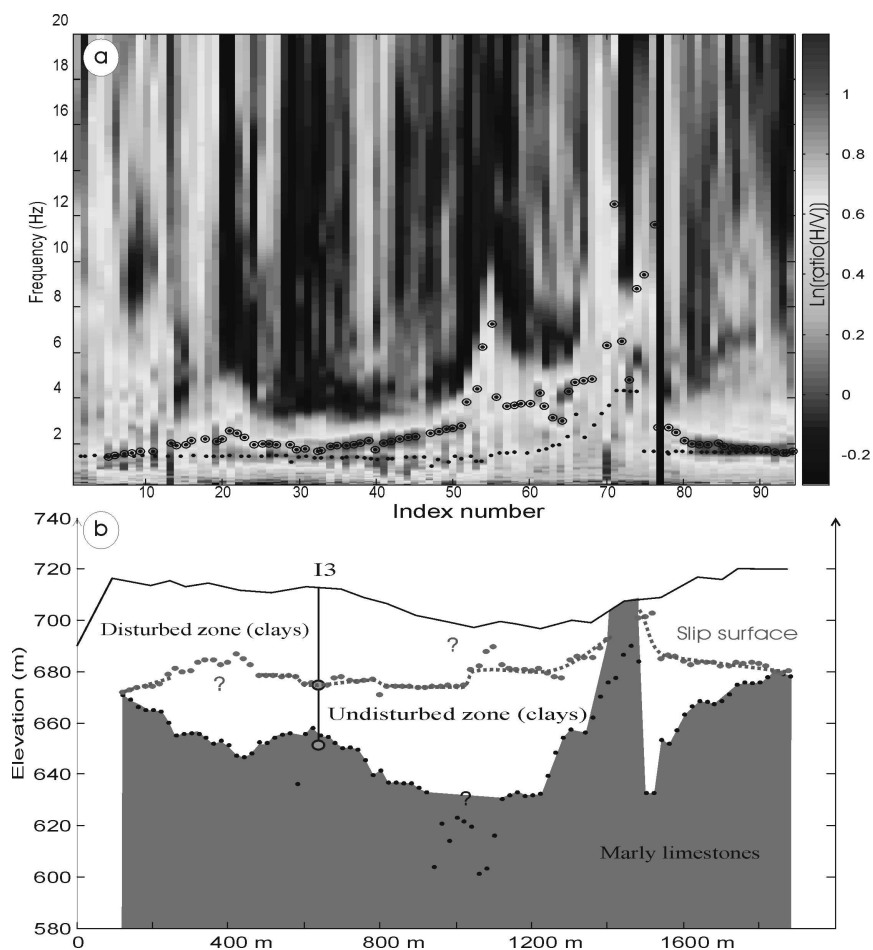 a
20
18
16
14
12
10
8
6
4
2
Frequency (Hz)
10 20 30 40 50 60 70 80 90
Index number
1
0.8
0.6
0.4
0.2
0
-0.2
Ln(ratio(H/V))
b
740
720
700
680
660
640
620
600
580
Elevation (m)
I3
Disturbed zone (clays)
?
Slip surface
?
Undisturbed zone (clays)
?
Marly limestones
0 400 m 800 m 1200 m 1600 m